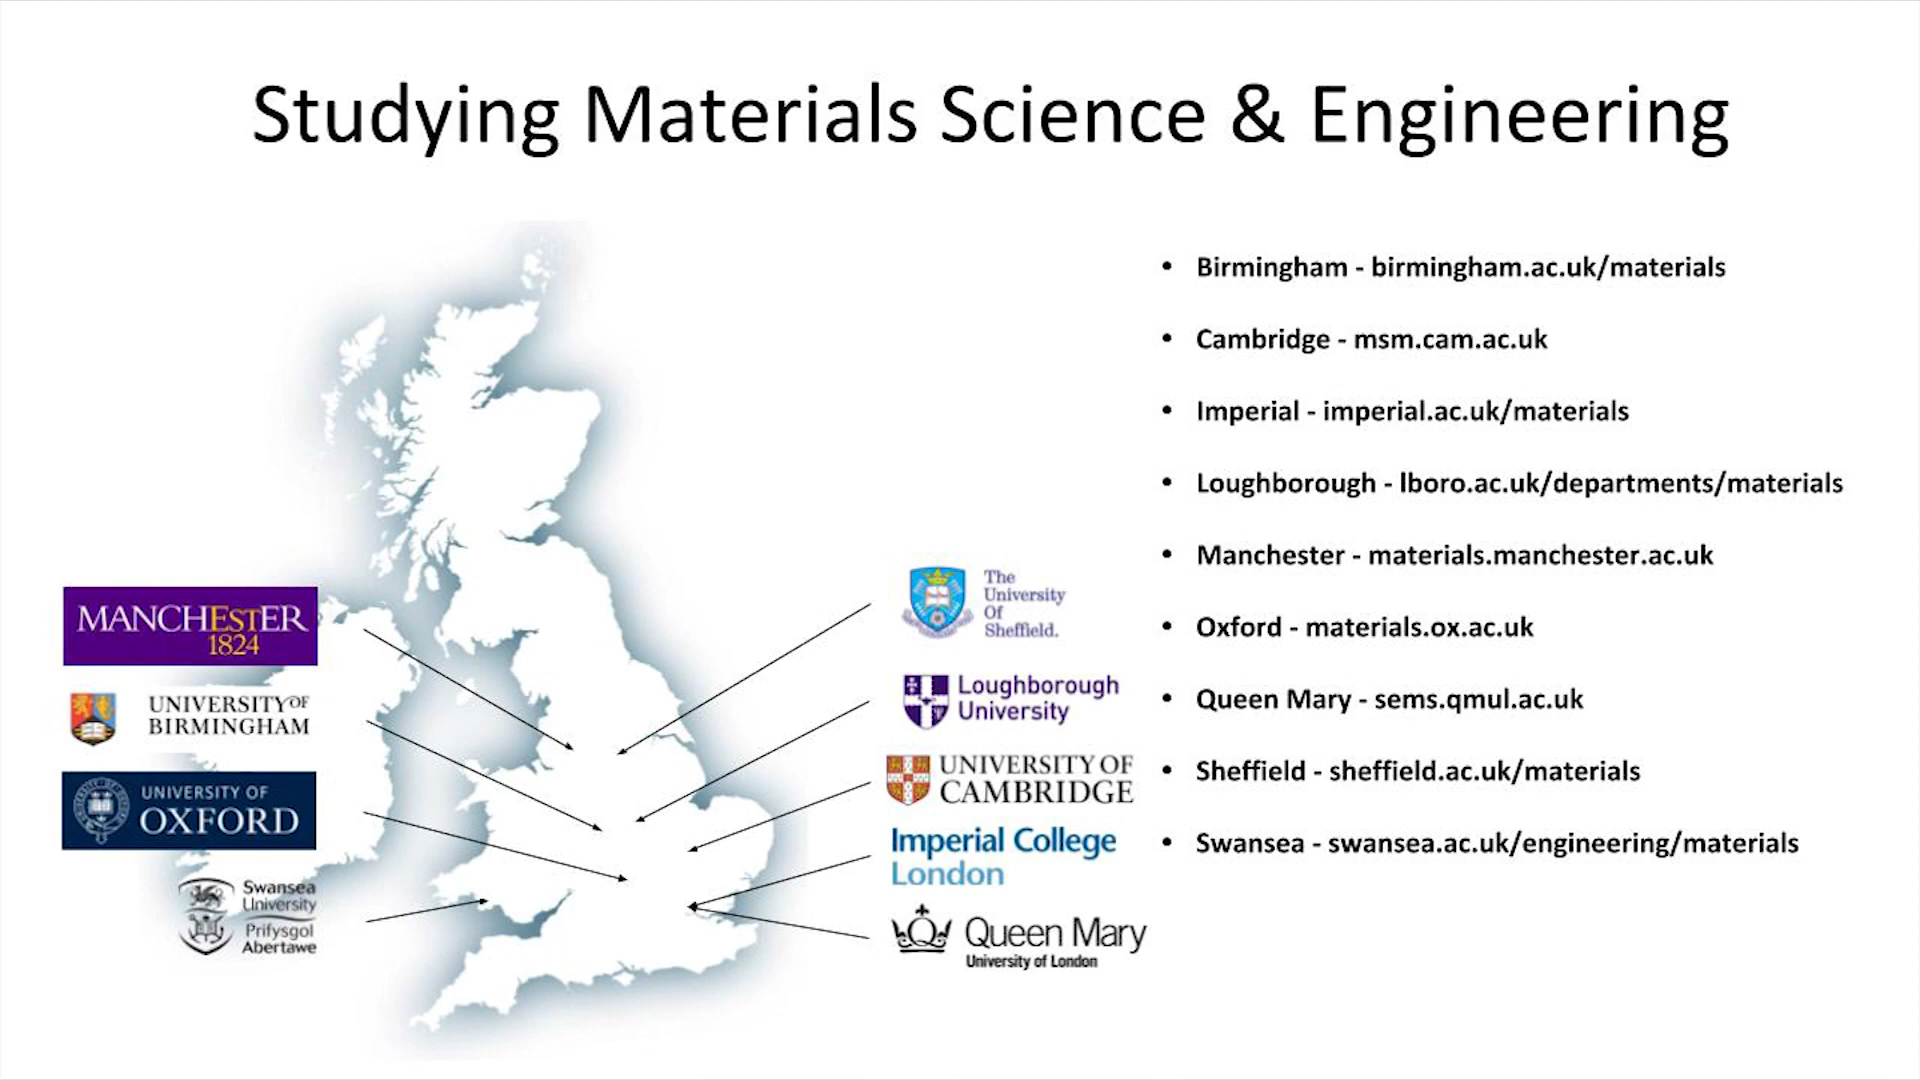 Studying Materials Science & Engineering
MANCHESTER
1824
UNIVERSITY OF
BIRMINGHAM
UNIVERSITY OF
OXFORD
Swansea
University
Prifysgol
Abertawe
The
University
Of
Sheffield.
Loughborough
University
UNIVERSITY OF
CAMBRIDGE
Imperial College
London
Queen Mary
University of London
• Birmingham - birmingham.ac.uk/materials
• Cambridge - msm.cam.ac.uk
• Imperial - imperial.ac.uk/materials
• Loughborough - lboro.ac.uk/departments/materials
• Manchester - materials.manchester.ac.uk
• Oxford - materials.ox.ac.uk
• Queen Mary - sems.qmul.ac.uk
• Sheffield - sheffield.ac.uk/materials
• Swansea - swansea.ac.uk/engineering/materials